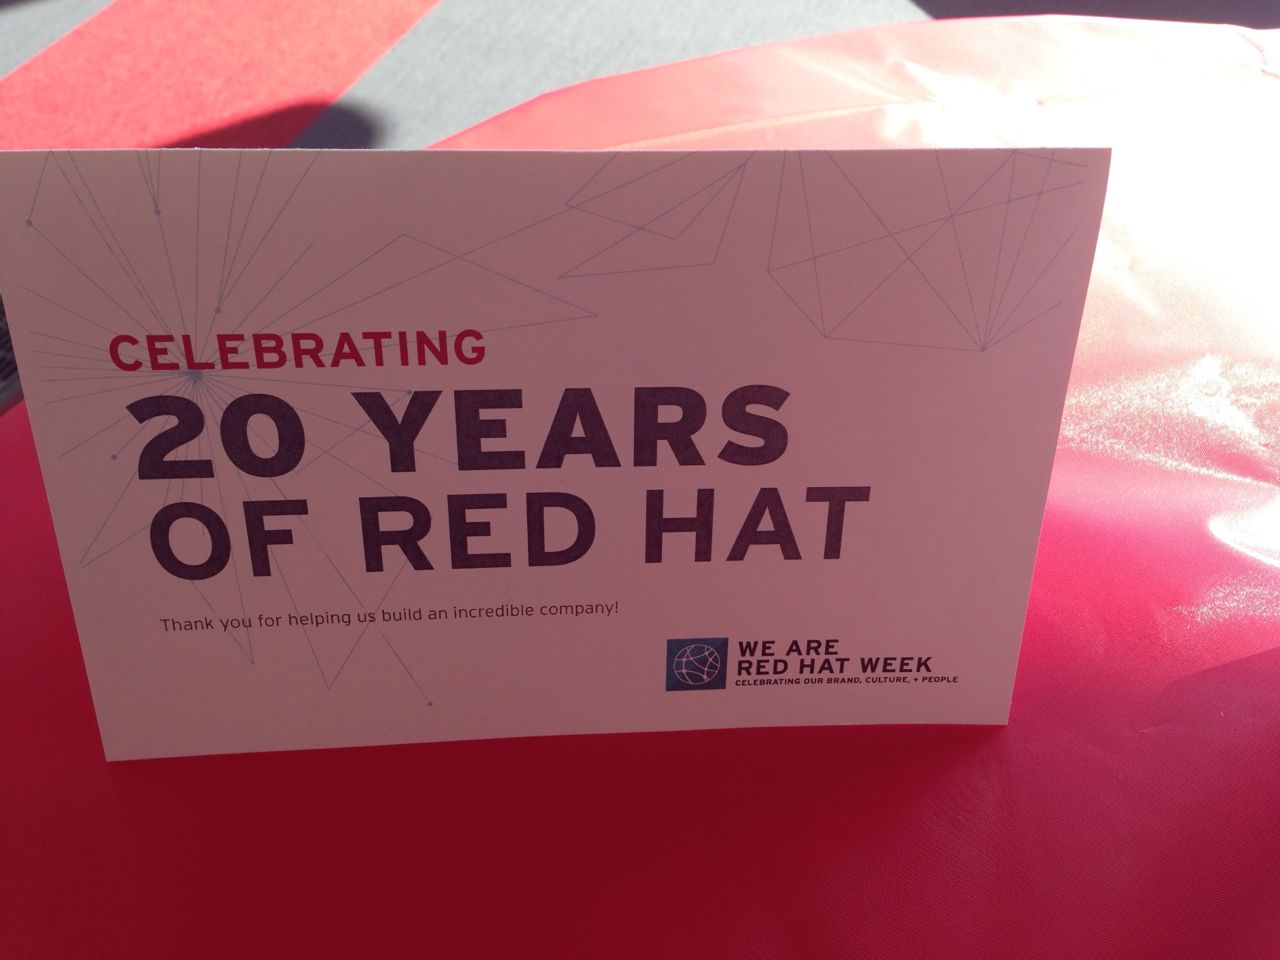 CELEBRATING
20 YEARS
OF RED HAT
Thank you for helping us build an incredible company!
WE ARE
RED HAT WEEK
CELEBRATING OUR BRAND, CULTURE, + PEOPLE